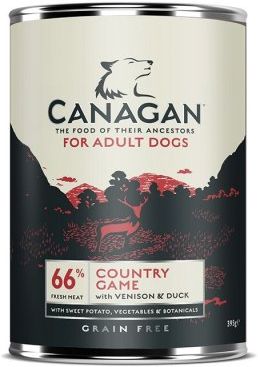 CANAGAN
THE FOOD OF THEIR ANCESTORS
FOR ADULT DOGS
66%
FRESH MEAT
COUNTRY
GAME
with VENISON & DUCK
WITH SWEET POTATO, VEGETABLES & BOTANICALS
395g e
GRAIN FREE